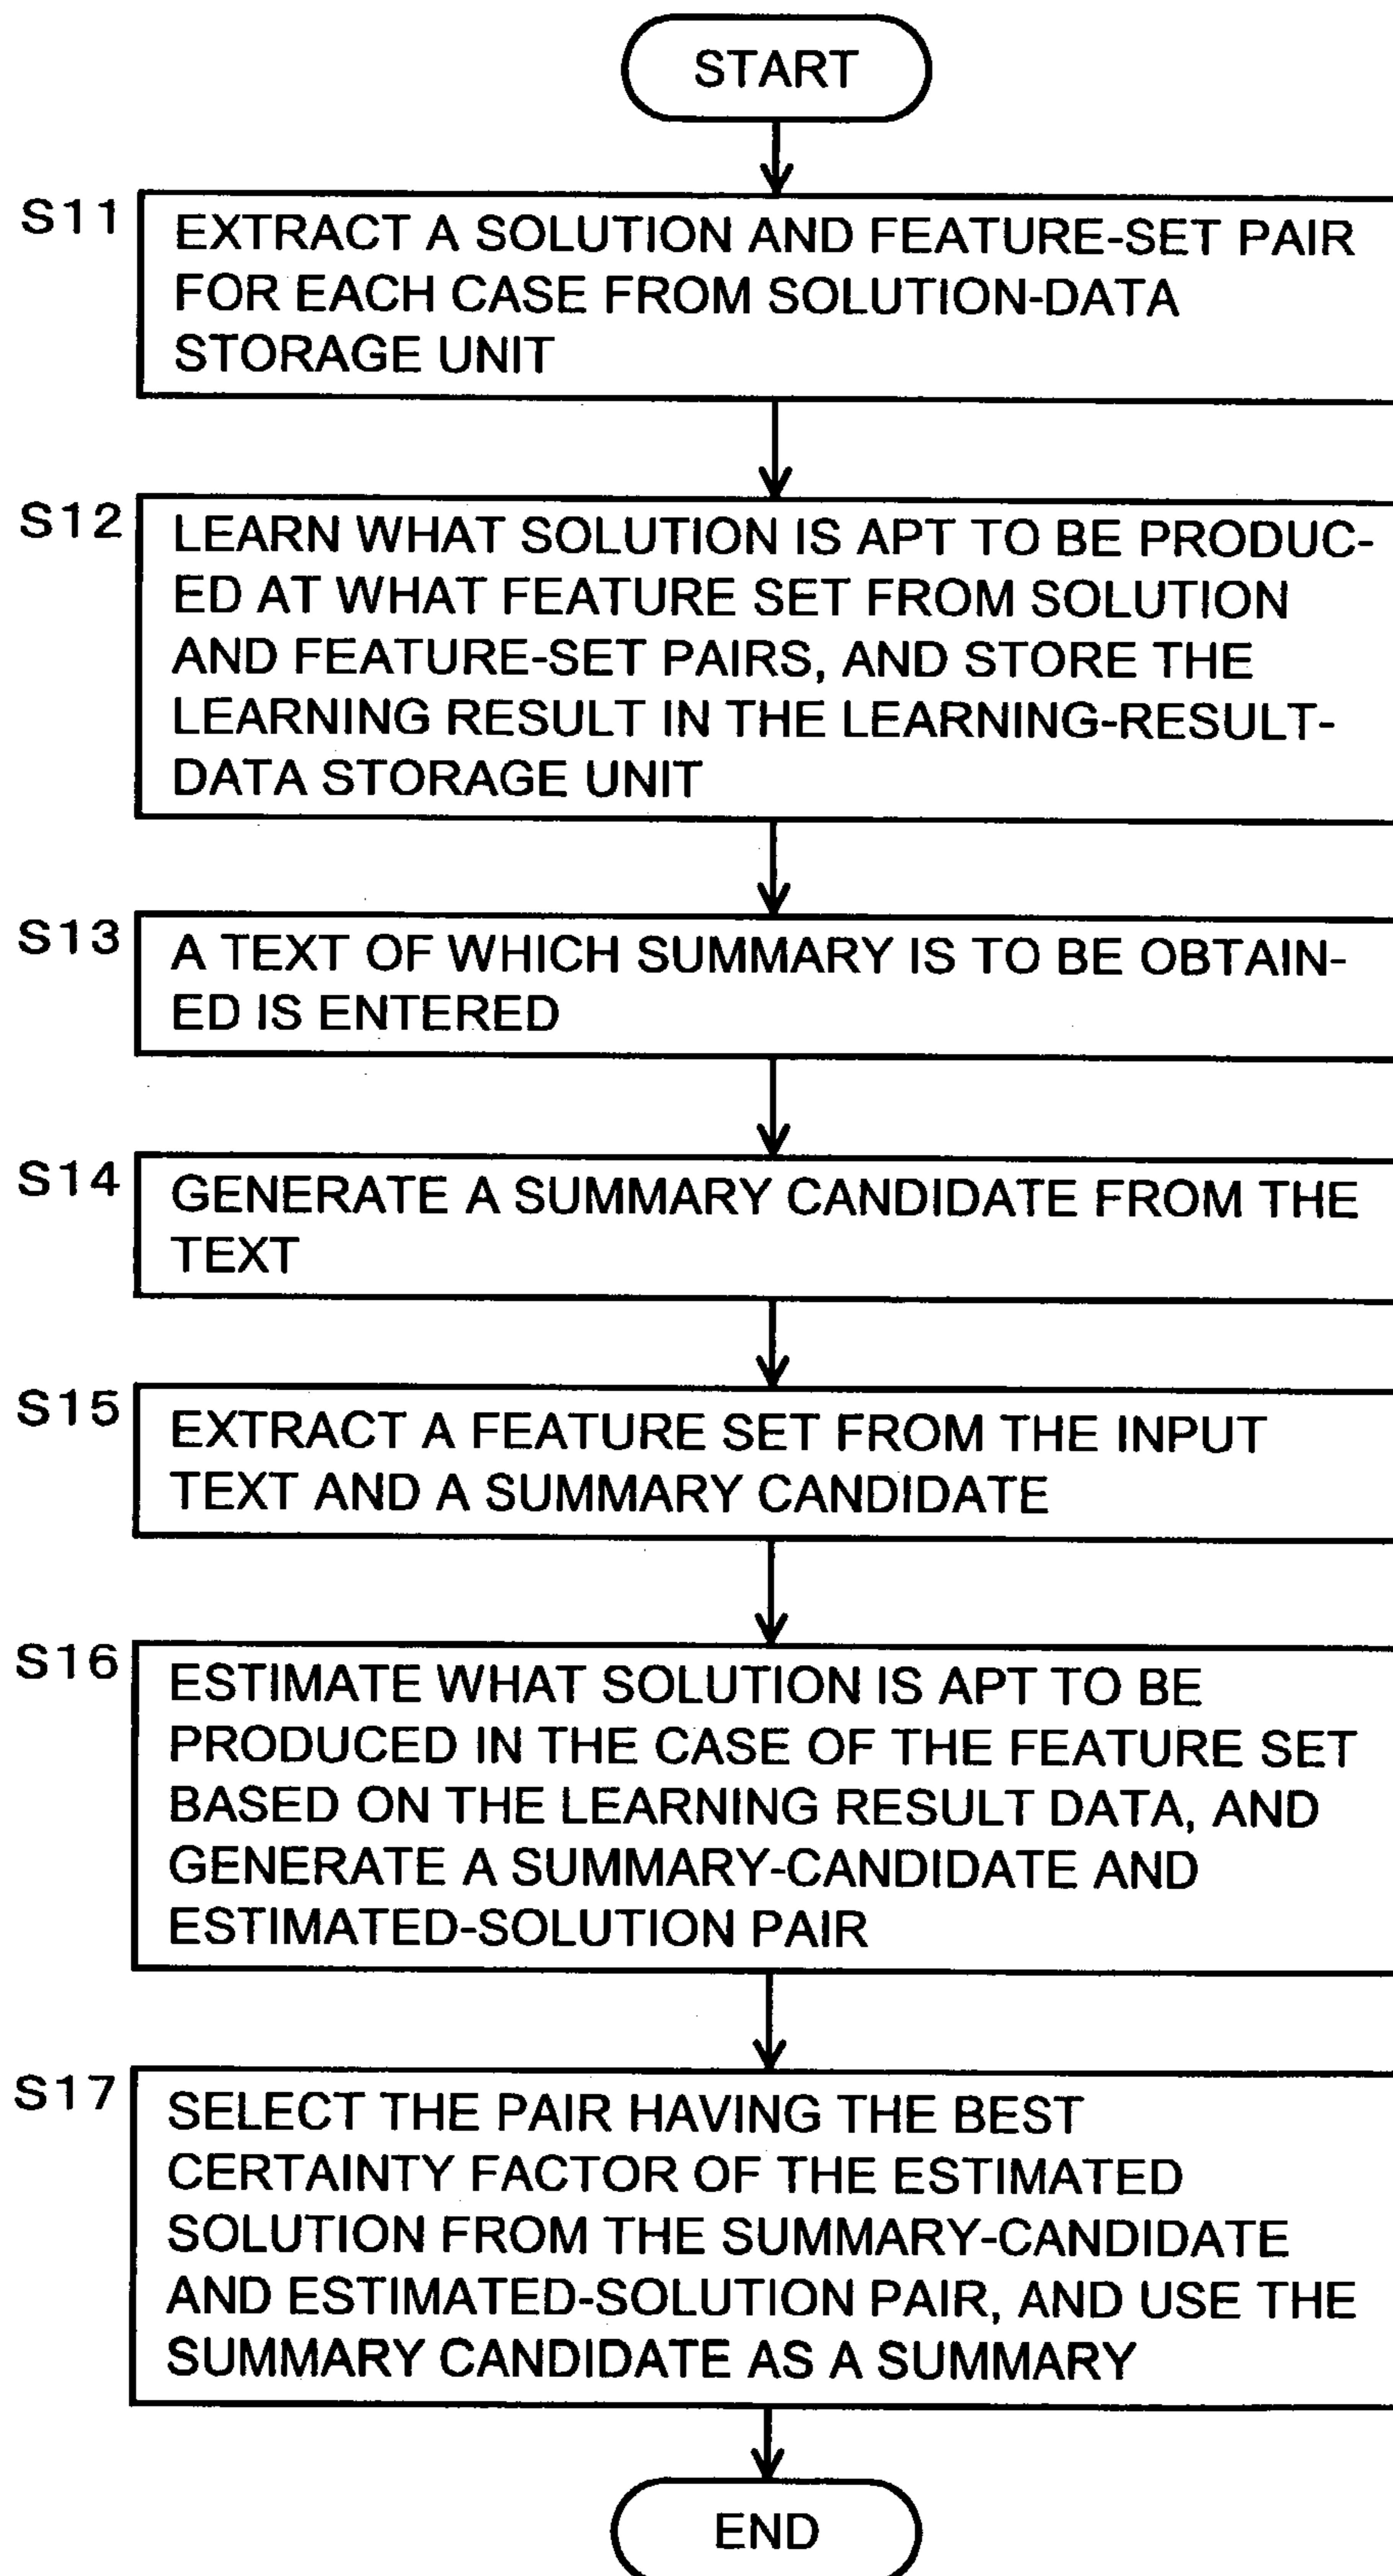 START
S11
EXTRACT A SOLUTION AND FEATURE-SET PAIR
FOR EACH CASE FROM SOLUTION-DATA
STORAGE UNIT
S12
LEARN WHAT SOLUTION IS APT TO BE PRODUC-
ED AT WHAT FEATURE SET FROM SOLUTION
AND FEATURE-SET PAIRS, AND STORE THE
LEARNING RESULT IN THE LEARNING-RESULT-
DATA STORAGE UNIT
S13
A TEXT OF WHICH SUMMARY IS TO BE OBTAIN-
ED IS ENTERED
S14
GENERATE A SUMMARY CANDIDATE FROM THE
TEXT
S15
EXTRACT A FEATURE SET FROM THE INPUT
TEXT AND A SUMMARY CANDIDATE
S16
ESTIMATE WHAT SOLUTION IS APT TO BE
PRODUCED IN THE CASE OF THE FEATURE SET
BASED ON THE LEARNING RESULT DATA, AND
GENERATE A SUMMARY-CANDIDATE AND
ESTIMATED-SOLUTION PAIR
S17
SELECT THE PAIR HAVING THE BEST
CERTAINTY FACTOR OF THE ESTIMATED
SOLUTION FROM THE SUMMARY-CANDIDATE
AND ESTIMATED-SOLUTION PAIR, AND USE THE
SUMMARY CANDIDATE AS A SUMMARY
END